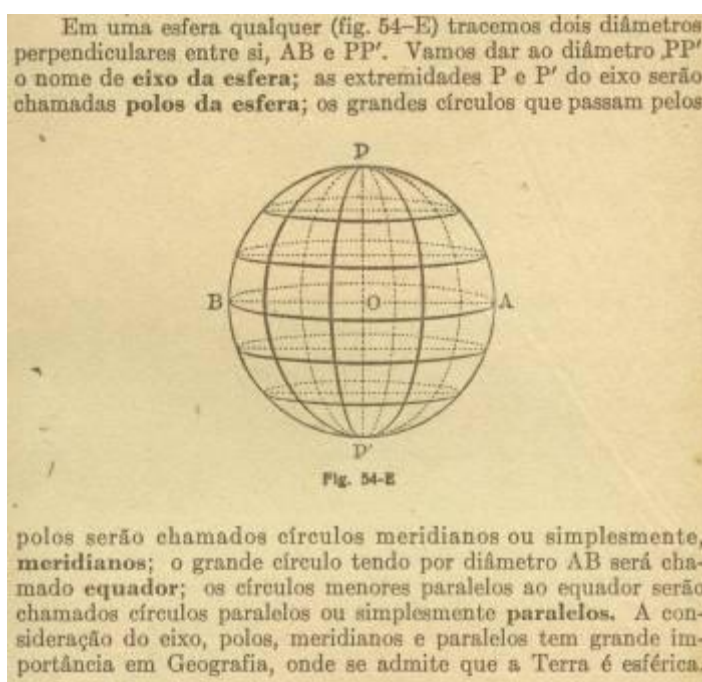 Em uma esfera qualquer (fig. 54-E) tracemos dois diâmetros
perpendiculares entre si, AB e PP′. Vamos dar ao diâmetro PP′
o nome de eixo da esfera; as extremidades P e P′ do eixo serão
chamadas polos da esfera; os grandes círculos que passam pelos
P
B
O
A
P′
Fig. 54-E
polos serão chamados círculos meridianos ou simplesmente,
meridianos; o grande círculo tendo por diâmetro AB será cha-
mado equador; os círculos menores paralelos ao equador serão
chamados círculos paralelos ou simplesmente paralelos. A con-
sideração do eixo, polos, meridianos e paralelos tem grande im-
portância em Geografia, onde se admite que a Terra é esférica.